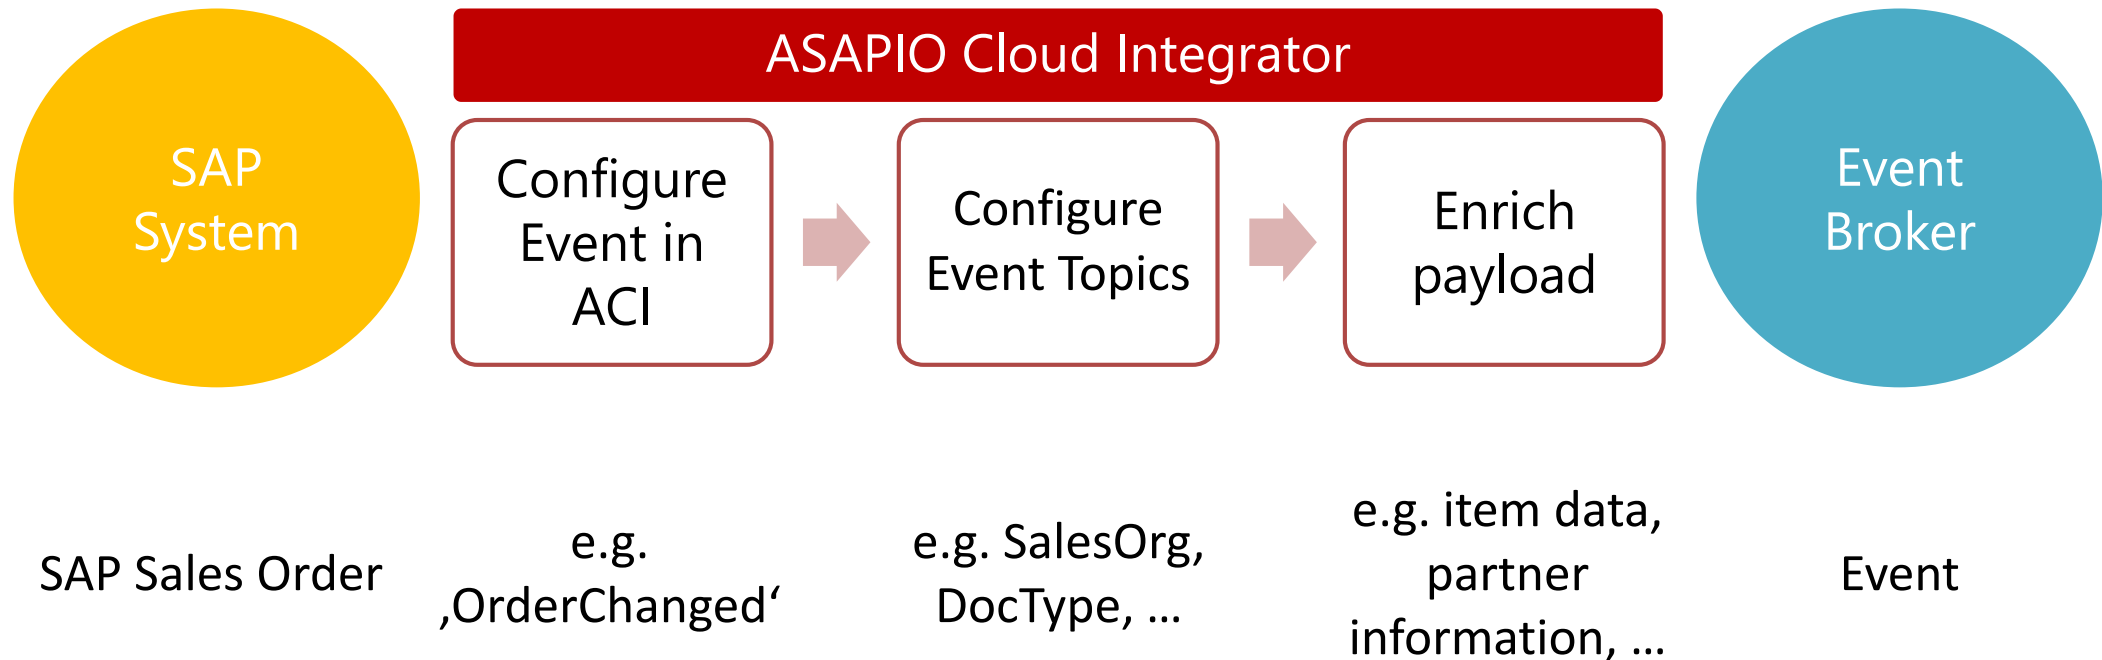 ASAPIO Cloud Integrator
SAP
System
Configure
Event in
ACI
Configure
Event Topics
Enrich
payload
Event
Broker
SAP Sales Order
e.g.
‚OrderChanged‘
e.g. SalesOrg,
DocType, …
e.g. item data,
partner
information, …
Event